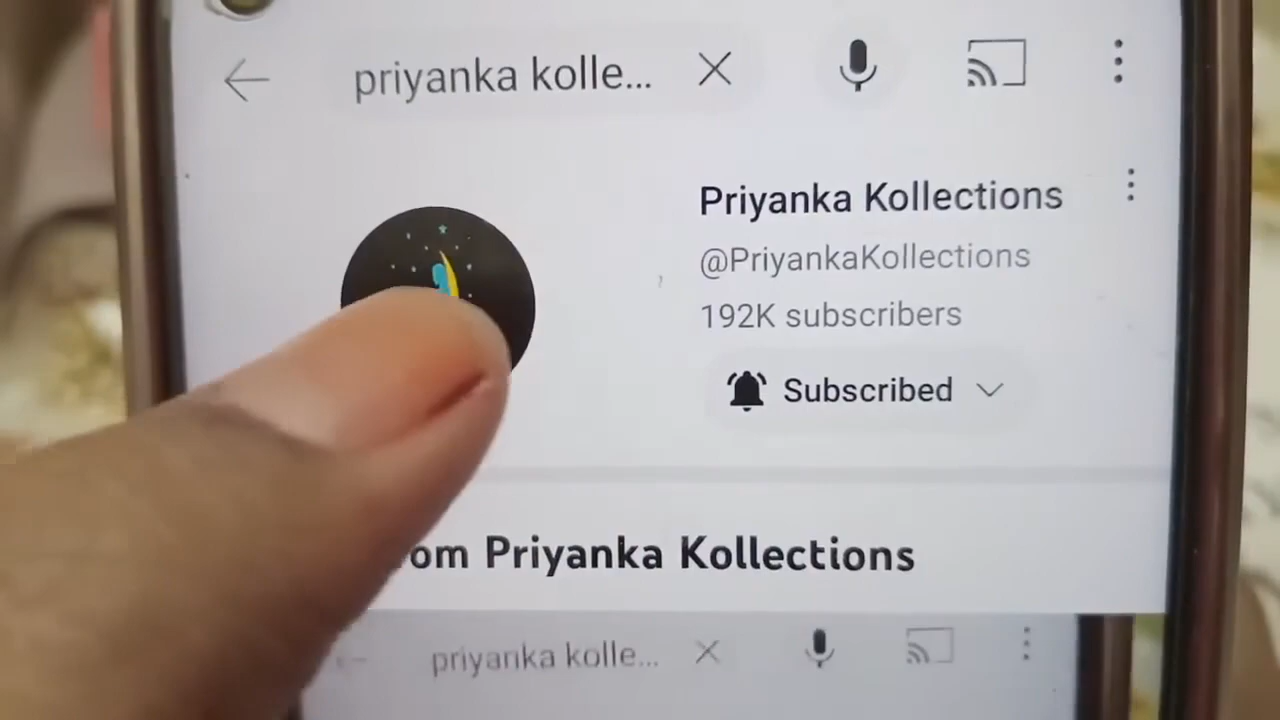 priyanka kolle...
Priyanka Kollections
@PriyankaKollections
192K subscribers
Subscribed
om Priyanka Kollections
priyanka kolle...